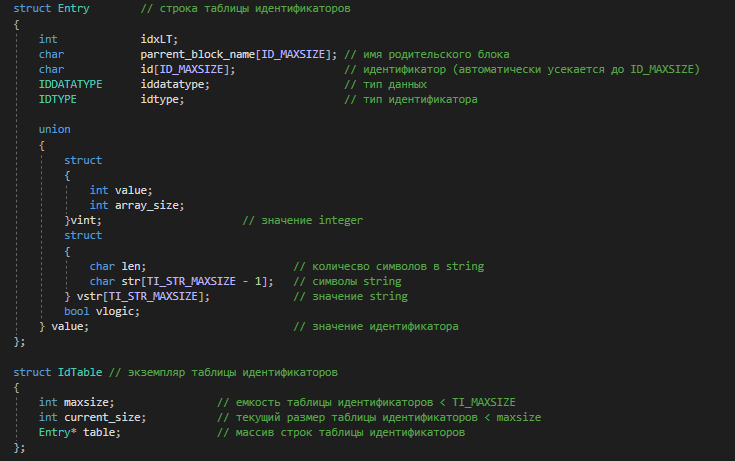 struct Entry // строка таблицы идентификаторов
{
int idxLT;
char parrent_block_name[ID_MAXSIZE]; // имя родительского блока
char id[ID_MAXSIZE]; // идентификатор (автоматически усекается до ID_MAXSIZE)
IDDATATYPE iddatatype; // тип данных
IDTYPE idtype; // тип идентификатора
union
{
struct
{
int value;
int array_size;
}vint; // значение integer
struct
{
char len; // количесво символов в string
char str[TI_STR_MAXSIZE - 1]; // символы string
} vstr[TI_STR_MAXSIZE]; // значение string
bool vlogic;
} value; // значение идентификатора
};
struct IdTable // экземпляр таблицы идентификаторов
{
int maxsize; // емкость таблицы идентификаторов < TI_MAXSIZE
int current_size; // текущий размер таблицы идентификаторов < maxsize
Entry* table; // массив строк таблицы идентификаторов
};